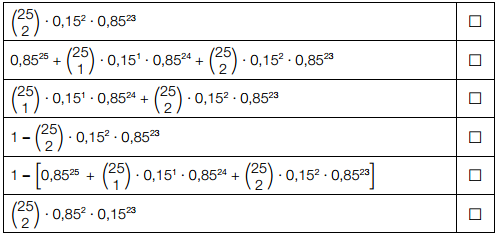 (25 2) · 0,15² · 0,85²³ ☐
0,85²⁵ + (25 1) · 0,15¹ · 0,85²⁴ + (25 2) · 0,15² · 0,85²³ ☐
(25 1) · 0,15¹ · 0,85²⁴ + (25 2) · 0,15² · 0,85²³ ☐
1 – (25 2) · 0,15² · 0,85²³ ☐
1 – [0,85²⁵ + (25 1) · 0,15¹ · 0,85²⁴ + (25 2) · 0,15² · 0,85²³] ☐
(25 2) · 0,85² · 0,15²³ ☐